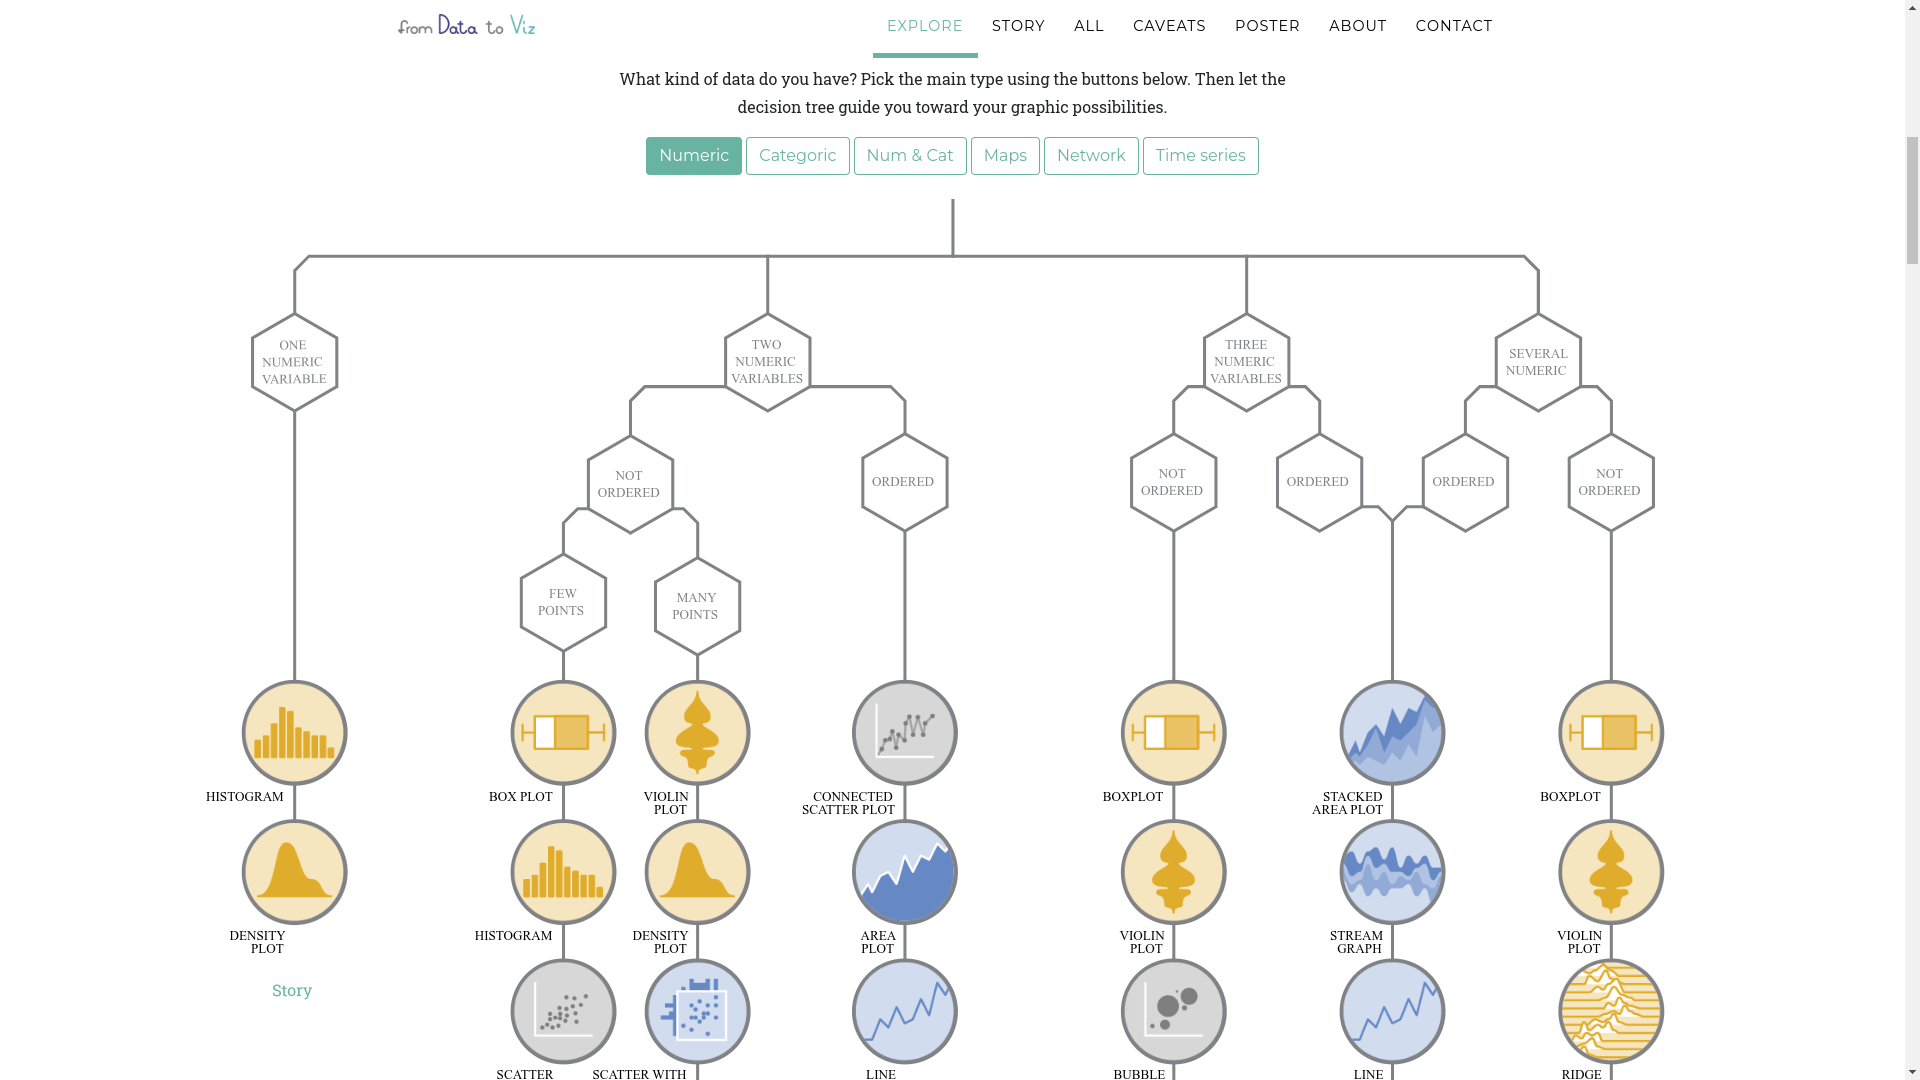 from Data to Viz
EXPLORE
STORY
ALL
CAVEATS
POSTER
ABOUT
CONTACT
What kind of data do you have? Pick the main type using the buttons below. Then let the
decision tree guide you toward your graphic possibilities.
Numeric
Categoric
Num & Cat
Maps
Network
Time series
ONE
NUMERIC
VARIABLE
TWO
NUMERIC
VARIABLES
THREE
NUMERIC
VARIABLES
SEVERAL
NUMERIC
NOT
ORDERED
ORDERED
NOT
ORDERED
ORDERED
ORDERED
NOT
ORDERED
FEW
POINTS
MANY
POINTS
HISTOGRAM
BOX PLOT
VIOLIN
PLOT
CONNECTED
SCATTER PLOT
BOXPLOT
STACKED
AREA PLOT
BOXPLOT
DENSITY
PLOT
HISTOGRAM
DENSITY
PLOT
AREA
PLOT
VIOLIN
PLOT
STREAM
GRAPH
VIOLIN
PLOT
Story
SCATTER
SCATTER WITH
LINE
BUBBLE
LINE
RIDGE